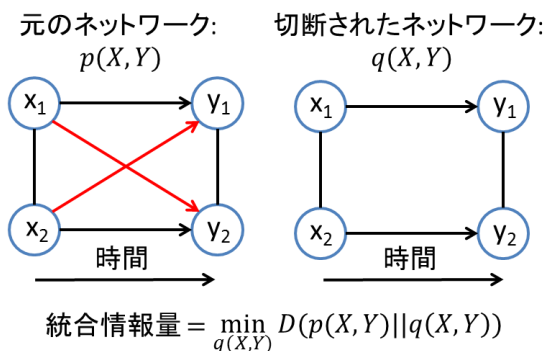 元のネットワーク:
p(X,Y)
切断されたネットワーク:
q(X,Y)
x₁
y₁
x₂
y₂
時間
x₁
y₁
x₂
y₂
時間
統合情報量 = min_{q(X,Y)} D(p(X,Y)||q(X,Y))